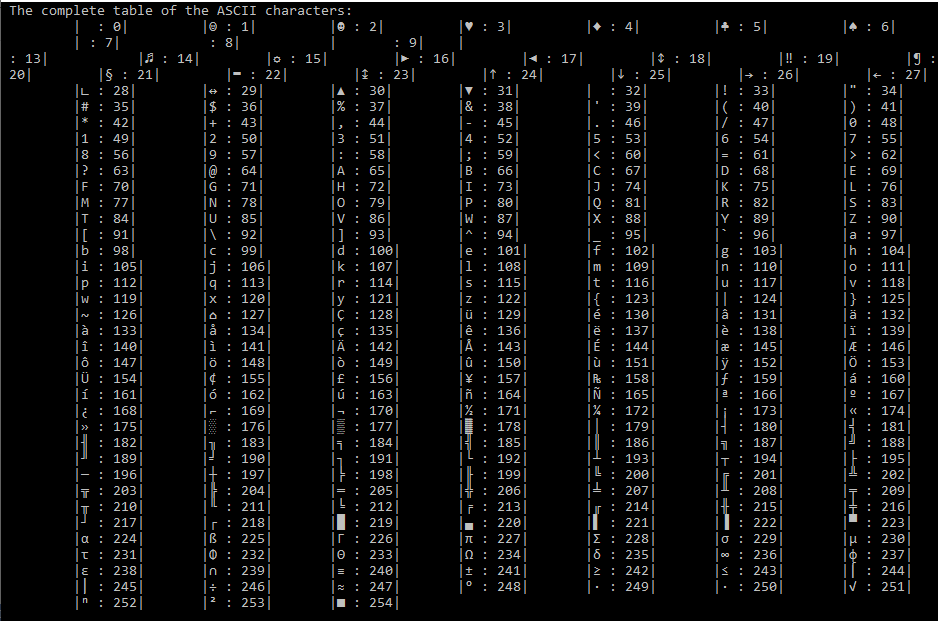 The complete table of the ASCII characters:
|  : 0| |☺ : 1| |☻ : 2| |♥ : 3| |♦ : 4| |♣ : 5| |♠ : 6|
| : 7| : 8| | : 9| |
: 13| |♫ : 14| |☼ : 15| |► : 16| |◄ : 17| |↕ : 18| |‼ : 19| |¶ :
20| |§ : 21| |▬ : 22| |↨ : 23| |↑ : 24| |↓ : 25| |→ : 26| |← : 27|
|∟ : 28| |↔ : 29| |▲ : 30| |▼ : 31| |  : 32| |! : 33| |" : 34|
|# : 35| |$ : 36| |% : 37| |& : 38| |' : 39| |( : 40| |) : 41|
|* : 42| |+ : 43| |, : 44| |- : 45| |. : 46| |/ : 47| |0 : 48|
|1 : 49| |2 : 50| |3 : 51| |4 : 52| |5 : 53| |6 : 54| |7 : 55|
|8 : 56| |9 : 57| |: : 58| |; : 59| |< : 60| |= : 61| |> : 62|
|? : 63| |@ : 64| |A : 65| |B : 66| |C : 67| |D : 68| |E : 69|
|F : 70| |G : 71| |H : 72| |I : 73| |J : 74| |K : 75| |L : 76|
|M : 77| |N : 78| |O : 79| |P : 80| |Q : 81| |R : 82| |S : 83|
|T : 84| |U : 85| |V : 86| |W : 87| |X : 88| |Y : 89| |Z : 90|
|[ : 91| |\ : 92| |] : 93| |^ : 94| |_ : 95| |` : 96| |a : 97|
|b : 98| |c : 99| |d : 100| |e : 101| |f : 102| |g : 103| |h : 104|
|i : 105| |j : 106| |k : 107| |l : 108| |m : 109| |n : 110| |o : 111|
|p : 112| |q : 113| |r : 114| |s : 115| |t : 116| |u : 117| |v : 118|
|w : 119| |x : 120| |y : 121| |z : 122| |{ : 123| || : 124| |} : 125|
|~ : 126| |⌂ : 127| |Ç : 128| |ü : 129| |é : 130| |â : 131| |ä : 132|
|à : 133| |å : 134| |ç : 135| |ê : 136| |ë : 137| |è : 138| |ï : 139|
|î : 140| |ì : 141| |Ä : 142| |Å : 143| |É : 144| |æ : 145| |Æ : 146|
|ô : 147| |ö : 148| |ò : 149| |û : 150| |ù : 151| |ÿ : 152| |Ö : 153|
|Ü : 154| |¢ : 155| |£ : 156| |¥ : 157| |₧ : 158| |ƒ : 159| |á : 160|
|í : 161| |ó : 162| |ú : 163| |ñ : 164| |Ñ : 165| |ª : 166| |º : 167|
|¿ : 168| |⌐ : 169| |¬ : 170| |½ : 171| |¼ : 172| |¡ : 173| |« : 174|
|» : 175| |░ : 176| |▒ : 177| |▓ : 178| |│ : 179| |┤ : 180| |╡ : 181|
|╢ : 182| |╖ : 183| |╕ : 184| |╣ : 185| |║ : 186| |╗ : 187| |╝ : 188|
|╜ : 189| |╛ : 190| |┐ : 191| |└ : 192| |┴ : 193| |┬ : 194| |├ : 195|
|─ : 196| |┼ : 197| |╞ : 198| |╟ : 199| |╚ : 200| |╔ : 201| |╩ : 202|
|╦ : 203| |╠ : 204| |═ : 205| |╬ : 206| |╧ : 207| |╨ : 208| |╤ : 209|
|╥ : 210| |╙ : 211| |╘ : 212| |╒ : 213| |╓ : 214| |╫ : 215| |╪ : 216|
|┘ : 217| |┌ : 218| |█ : 219| |▄ : 220| |▌ : 221| |▐ : 222| |▀ : 223|
|α : 224| |ß : 225| |Γ : 226| |π : 227| |Σ : 228| |σ : 229| |µ : 230|
|τ : 231| |Φ : 232| |Θ : 233| |Ω : 234| |δ : 235| |∞ : 236| |φ : 237|
|ε : 238| |∩ : 239| |≡ : 240| |± : 241| |≥ : 242| |≤ : 243| |⌠ : 244|
|⌡ : 245| |÷ : 246| |≈ : 247| |° : 248| |∙ : 249| |· : 250| |√ : 251|
|ⁿ : 252| |² : 253| |■ : 254|